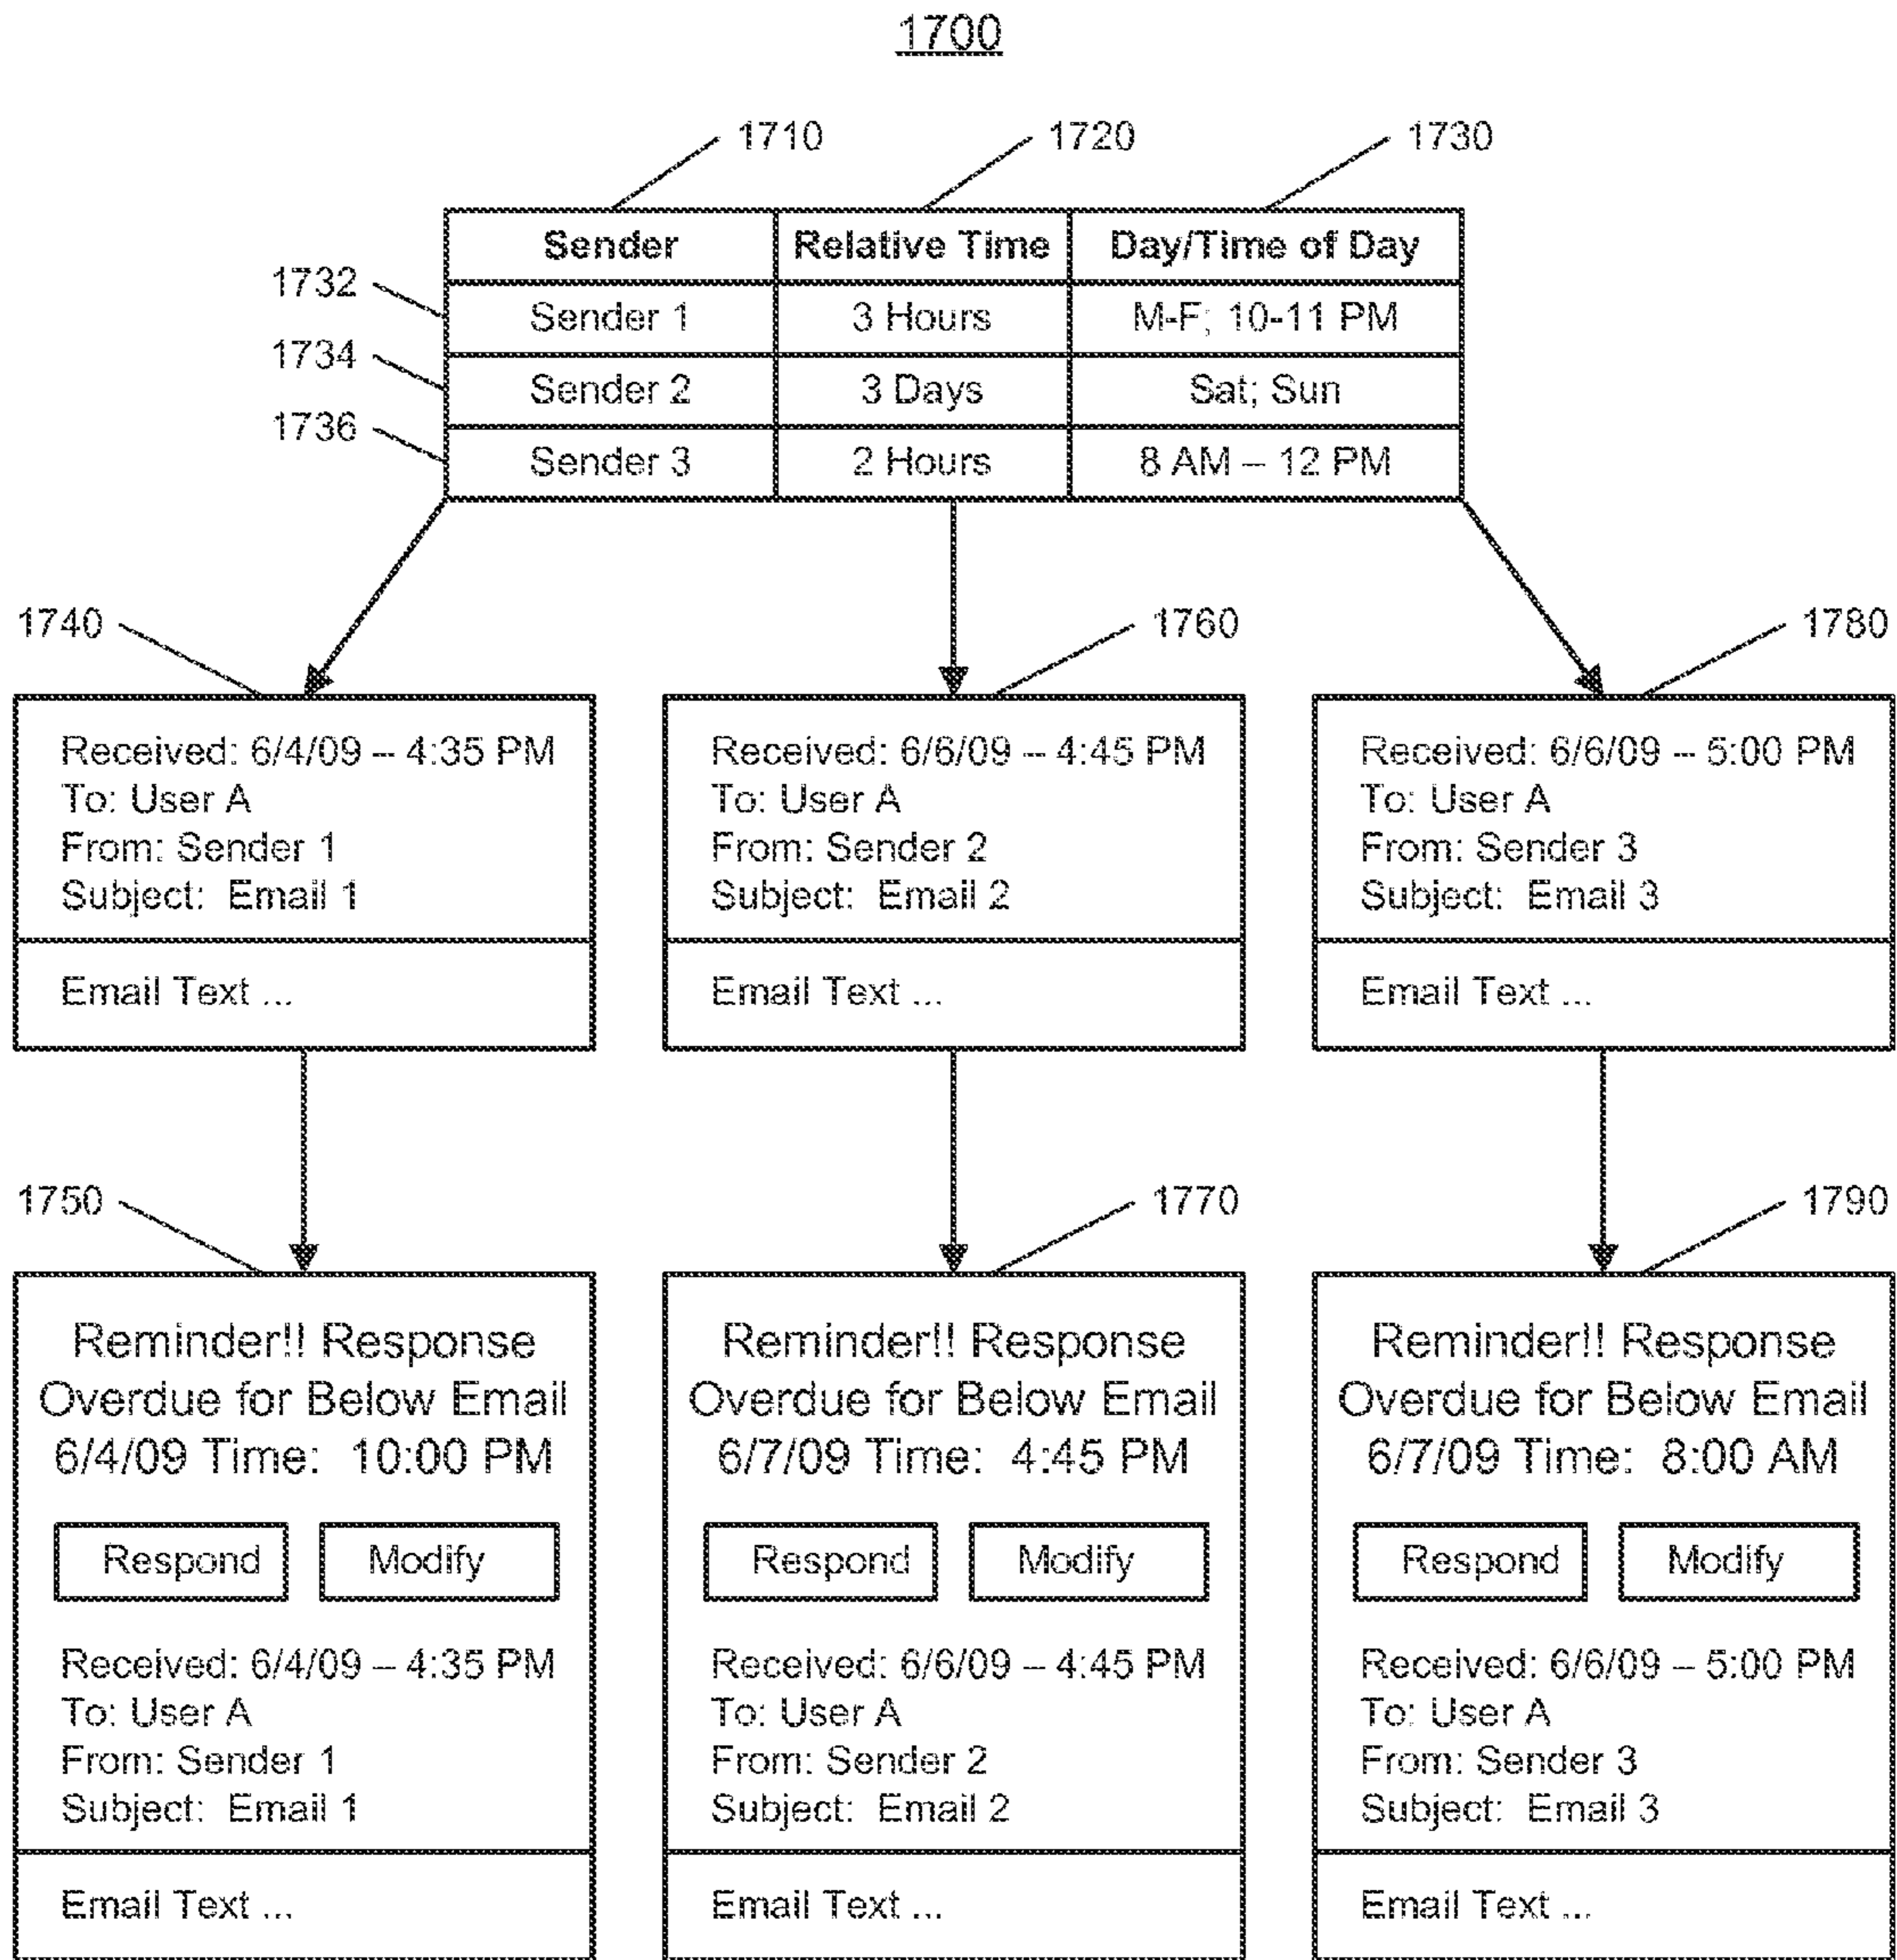 1700
1710 1720 1730
Sender Relative Time Day/Time of Day
1732
Sender 1 3 Hours M-F; 10-11 PM
1734
Sender 2 3 Days Sat; Sun
1736
Sender 3 2 Hours 8 AM – 12 PM
1740
Received: 6/4/09 – 4:35 PM
To: User A
From: Sender 1
Subject: Email 1
Email Text ...
1760
Received: 6/6/09 – 4:45 PM
To: User A
From: Sender 2
Subject: Email 2
Email Text ...
1780
Received: 6/6/09 – 5:00 PM
To: User A
From: Sender 3
Subject: Email 3
Email Text ...
1750
Reminder!! Response
Overdue for Below Email
6/4/09 Time: 10:00 PM
Respond Modify
Received: 6/4/09 – 4:35 PM
To: User A
From: Sender 1
Subject: Email 1
Email Text ...
1770
Reminder!! Response
Overdue for Below Email
6/7/09 Time: 4:45 PM
Respond Modify
Received: 6/6/09 – 4:45 PM
To: User A
From: Sender 2
Subject: Email 2
Email Text ...
1790
Reminder!! Response
Overdue for Below Email
6/7/09 Time: 8:00 AM
Respond Modify
Received: 6/6/09 – 5:00 PM
To: User A
From: Sender 3
Subject: Email 3
Email Text ...